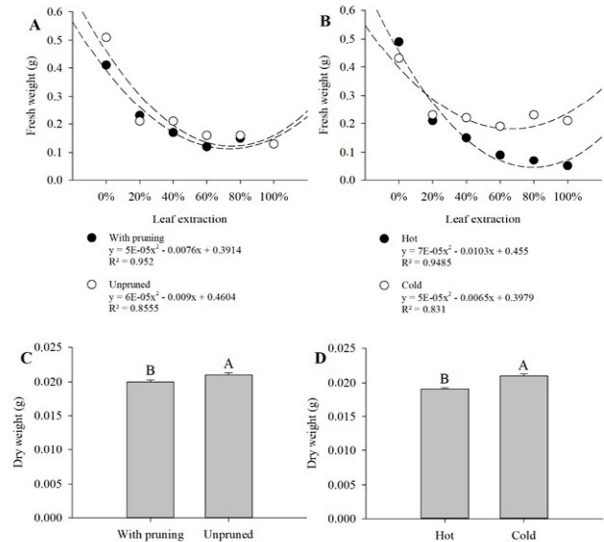 A
Fresh weight (g)
0.6
0.5
0.4
0.3
0.2
0.1
0.0
0% 20% 40% 60% 80% 100%
Leaf extraction
With pruning
y = 5E-05x² - 0.0076x + 0.3914
R² = 0.952
Unpruned
y = 6E-05x² - 0.009x + 0.4604
R² = 0.8555
B
Fresh weight (g)
0.6
0.5
0.4
0.3
0.2
0.1
0.0
0% 20% 40% 60% 80% 100%
Leaf extraction
Hot
y = 7E-05x² - 0.0103x + 0.455
R² = 0.9485
Cold
y = 5E-05x² - 0.0065x + 0.3979
R² = 0.831
C
Dry weight (g)
0.025
0.020
0.015
0.010
0.005
0.000
B A
With pruning Unpruned
D
Dry weight (g)
0.025
0.020
0.015
0.010
0.005
0.000
B A
Hot Cold